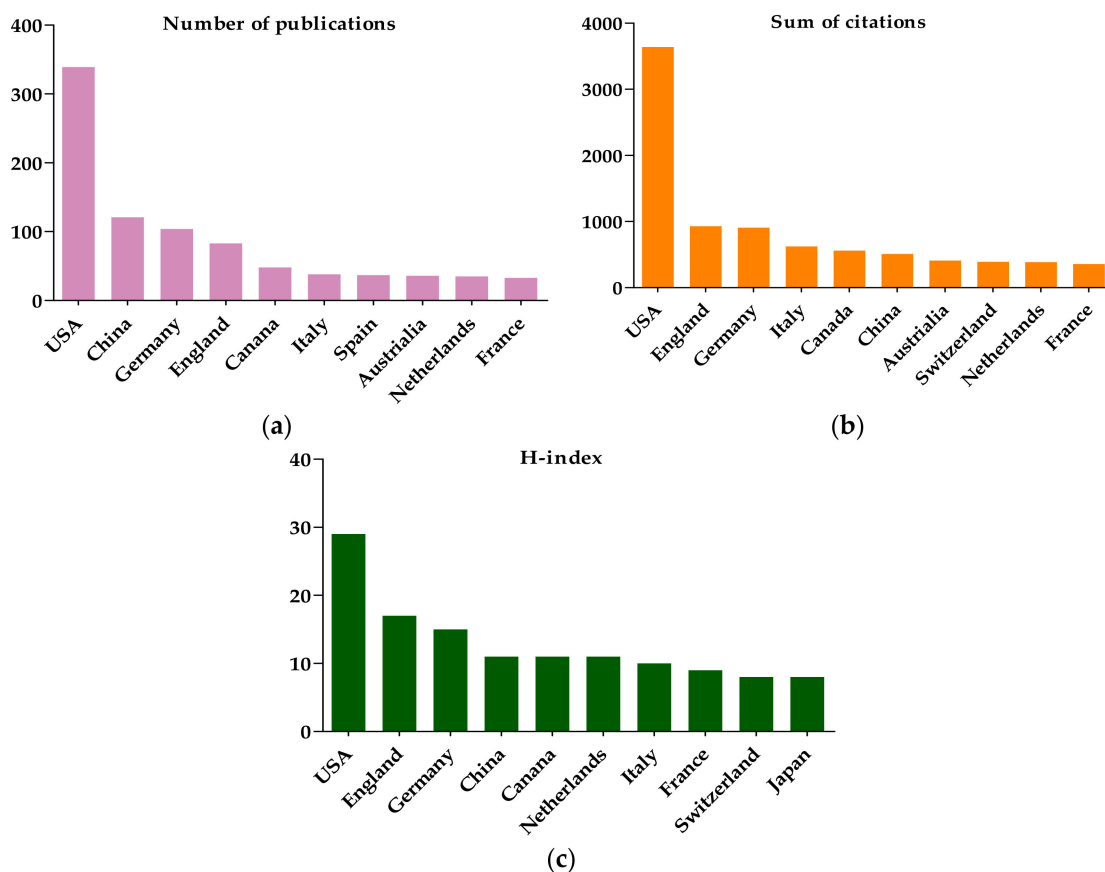 Number of publications
400
300
200
100
0
USA
China
Germany
England
Canana
Italy
Spain
Austrialia
Netherlands
France
(a)
Sum of citations
4000
3000
2000
1000
0
USA
England
Germany
Italy
Canada
China
Austrialia
Switzerland
Netherlands
France
(b)
H-index
40
30
20
10
0
USA
England
Germany
China
Canana
Netherlands
Italy
France
Switzerland
Japan
(c)